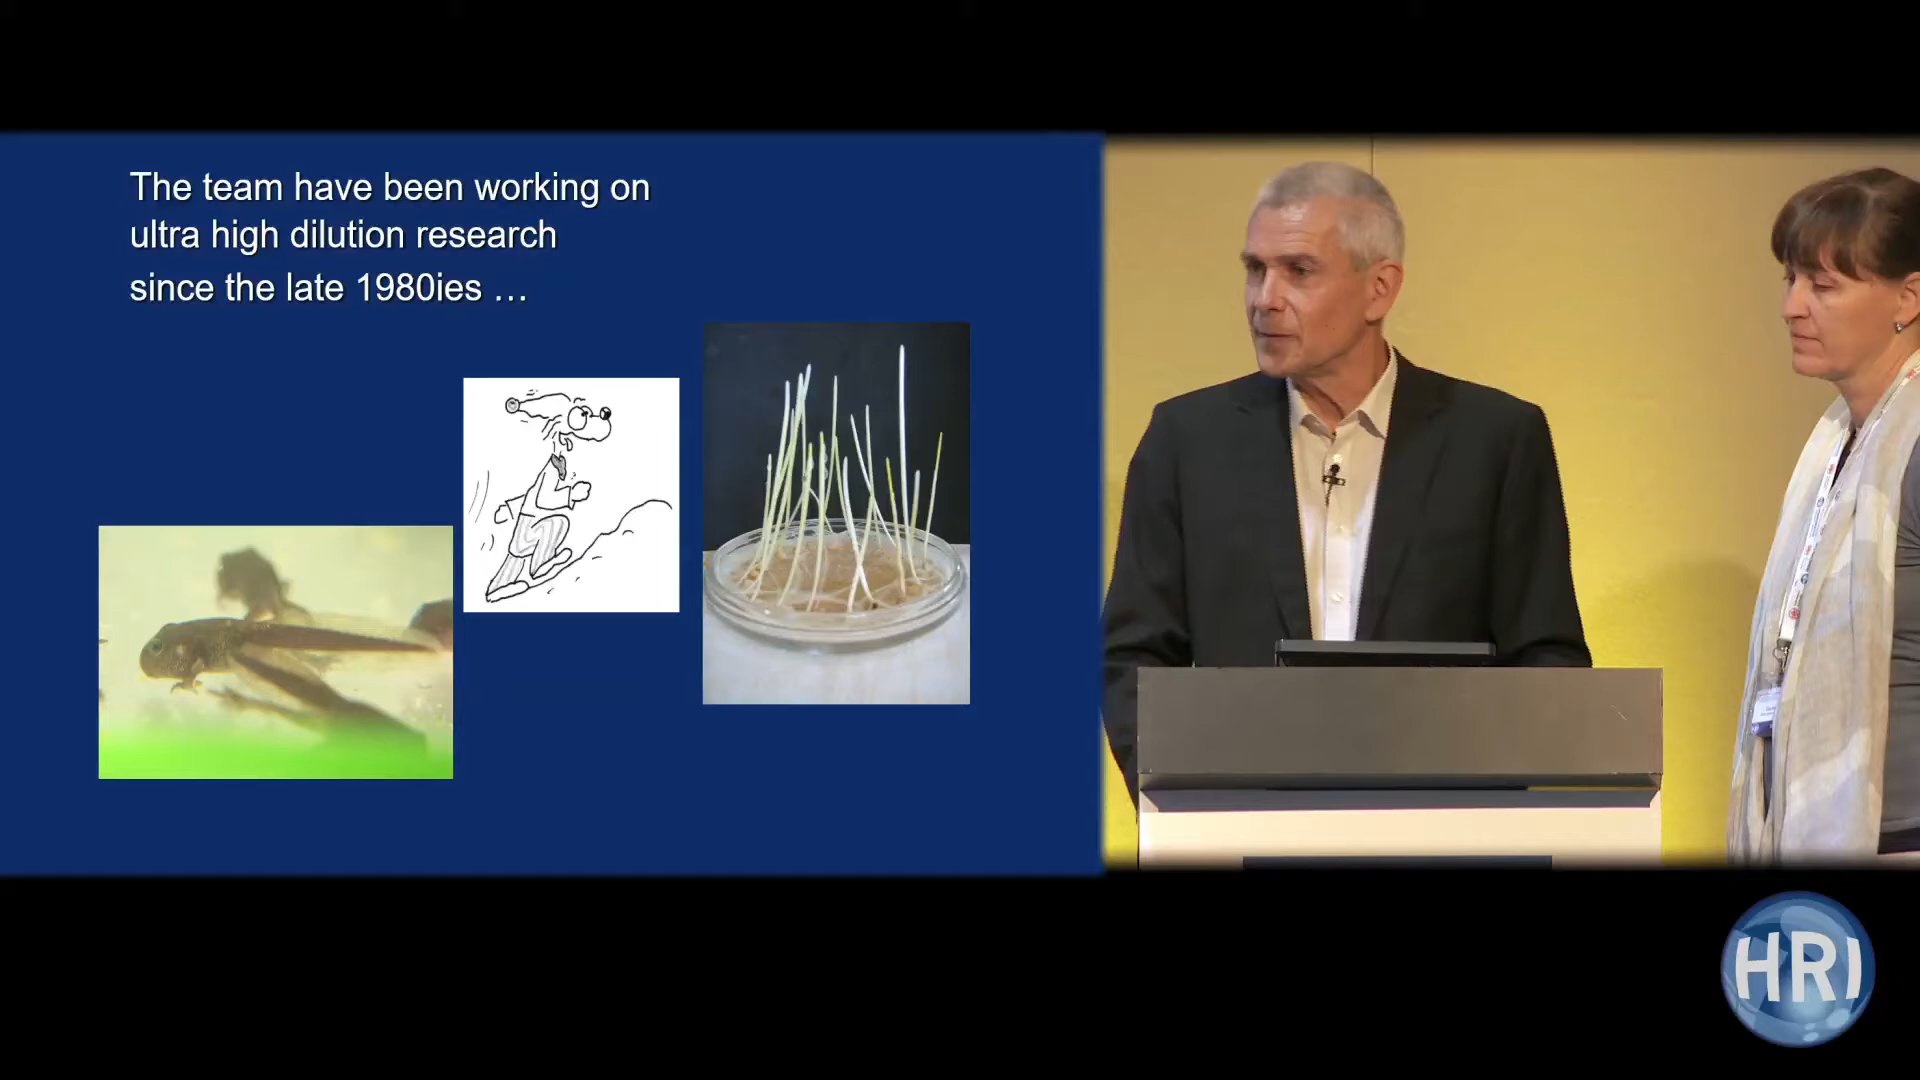 The team have been working on
ultra high dilution research
since the late 1980ies …
HRI